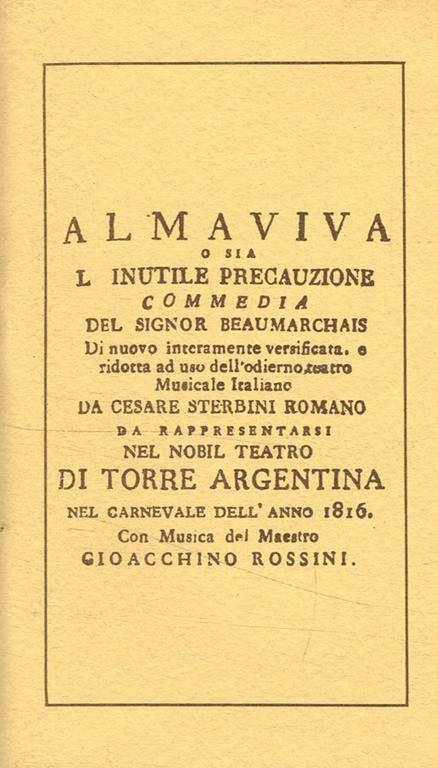 ALMAVIVA
O SIA
L INUTILE PRECAUZIONE
COMMEDIA
DEL SIGNOR BEAUMARCHAIS
Di nuovo interamente versificata, e
ridotta ad uso dell'odierno teatro
Musicale Italiano
DA CESARE STERBINI ROMANO
DA RAPPRESENTARSI
NEL NOBIL TEATRO
DI TORRE ARGENTINA
NEL CARNEVALE DELL' ANNO 1816.
Con Musica del Maestro
GIOACCHINO ROSSINI.